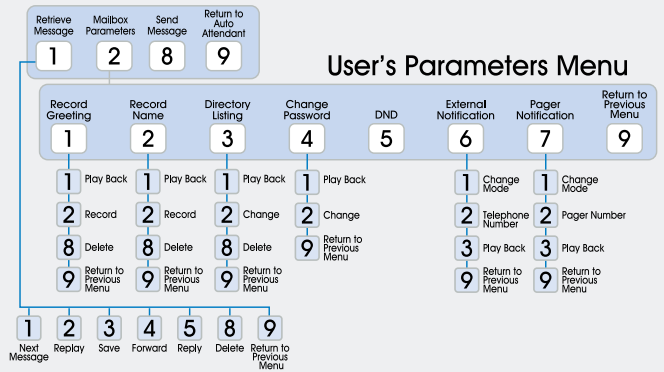 Retrieve
Message
Mailbox
Parameters
Send
Message
Return to
Auto
Attendant
1
2
8
9
User's Parameters Menu
Record
Greeting
Record
Name
Directory
Listing
Change
Password
DND
External
Notification
Pager
Notification
Return to
Previous
Menu
1
2
3
4
5
6
7
9
1 Play Back
2 Record
8 Delete
9 Return to
Previous
Menu
1 Play Back
2 Record
8 Delete
9 Return to
Previous
Menu
1 Play Back
2 Change
8 Delete
9 Return to
Previous
Menu
1 Play Back
2 Change
9 Return to
Previous
Menu
1 Change
Mode
2 Telephone
Number
3 Play Back
9 Return to
Previous
Menu
1 Change
Mode
2 Pager Number
3 Play Back
9 Return to
Previous
Menu
1
2
3
4
5
8
9
Next
Message
Replay
Save
Forward
Reply
Delete
Return to
Previous
Menu